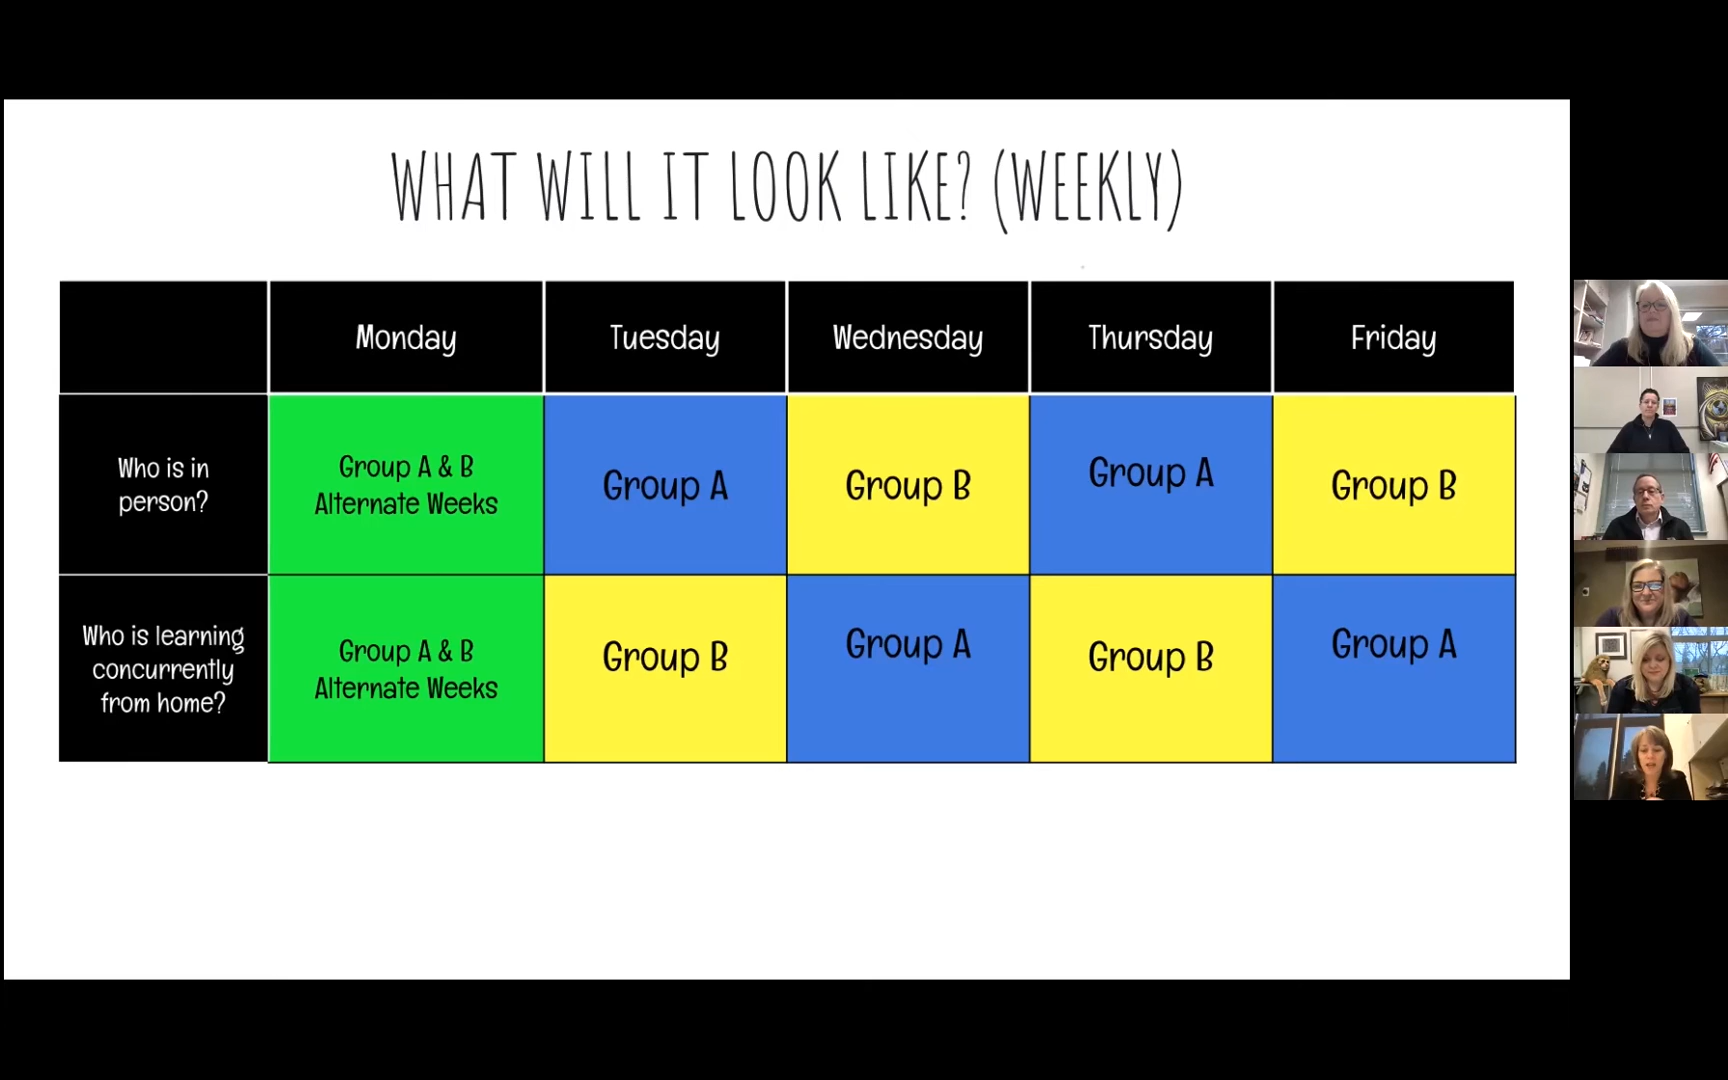 WHAT WILL IT LOOK LIKE? (WEEKLY)
Monday
Tuesday
Wednesday
Thursday
Friday
Who is in
person?
Group A & B
Alternate Weeks
Group A
Group B
Group A
Group B
Who is learning
concurrently
from home?
Group A & B
Alternate Weeks
Group B
Group A
Group B
Group A